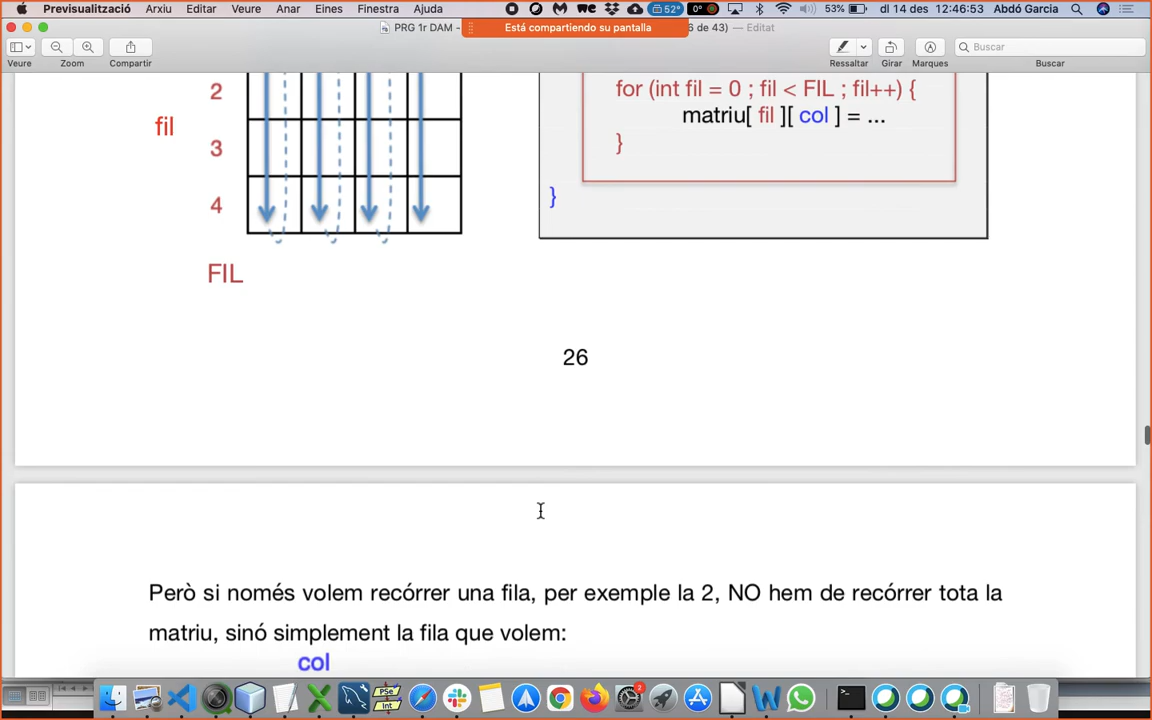 Previsualització Arxiu Editar Veure Anar Eines Finestra Ajuda 52° 0° 53% dl 14 des 12:46:53 Abdó Garcia
PRG 1r DAM - Está compartiendo su pantalla 6 de 43) — Editat
Veure Zoom Compartir Ressaltar Girar Marques Buscar
Buscar
2
fil
3
4
FIL
for (int fil = 0 ; fil < FIL ; fil++) {
matriu[ fil ][ col ] = ...
}
}
26
Però si només volem recórrer una fila, per exemple la 2, NO hem de recórrer tota la
matriu, sinó simplement la fila que volem:
col